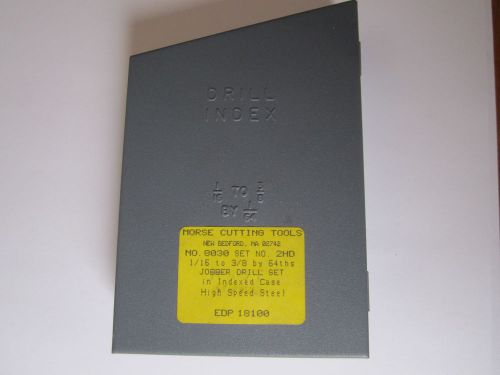 DRILL
INDEX
1/16 TO 3/8
BY 1/64
MORSE CUTTING TOOLS
NEW BEDFORD, MA 02742
NO. 8030 SET NO. 2HD
1/16 to 3/8 by 64ths
JOBBER DRILL SET
in Indexed Case
High Speed Steel
EDP 18100